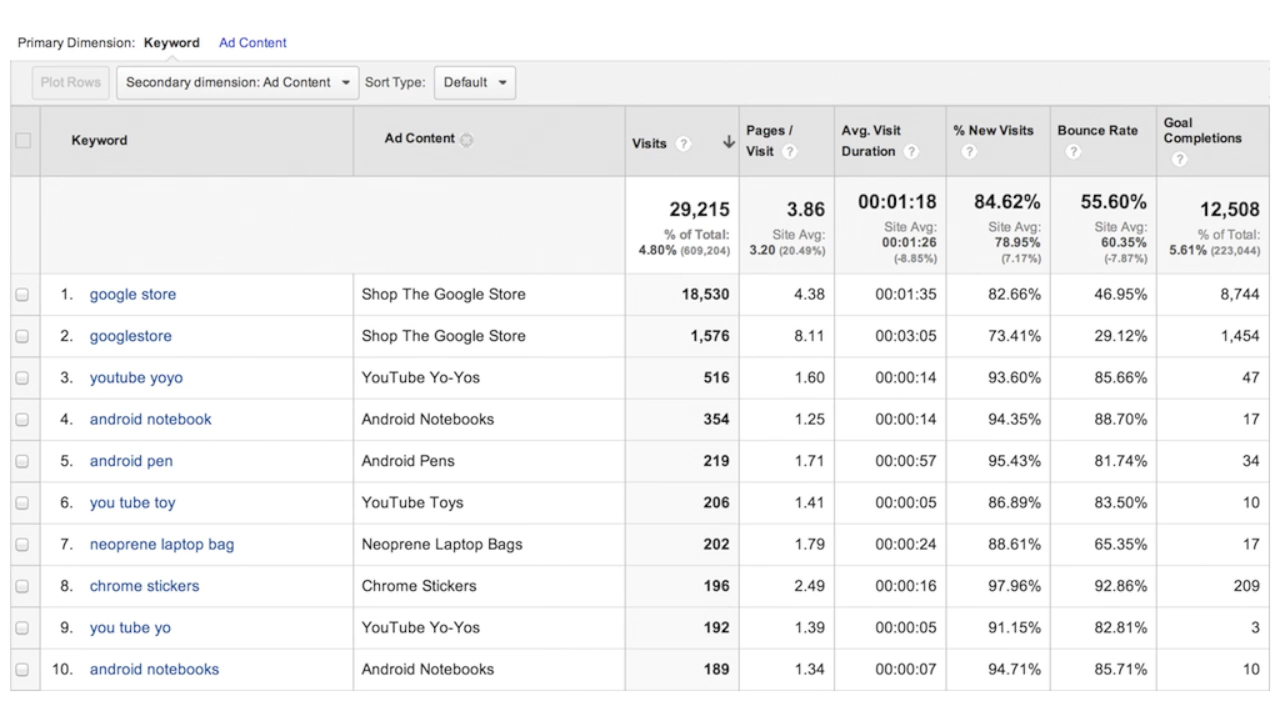 Primary Dimension: Keyword Ad Content
Plot Rows Secondary dimension: Ad Content Sort Type: Default
Keyword Ad Content Visits ? Pages / Visit ? Avg. Visit Duration ? % New Visits ? Bounce Rate ? Goal Completions ?
29,215 3.86 00:01:18 84.62% 55.60% 12,508
% of Total: Site Avg: Site Avg: Site Avg: Site Avg: % of Total:
4.80% (609,204) 3.20 (20.49%) 00:01:26 78.95% 60.35% 5.61% (223,044)
(-8.85%) (7.17%) (-7.87%)
1. google store Shop The Google Store 18,530 4.38 00:01:35 82.66% 46.95% 8,744
2. googlestore Shop The Google Store 1,576 8.11 00:03:05 73.41% 29.12% 1,454
3. youtube yoyo YouTube Yo-Yos 516 1.60 00:00:14 93.60% 85.66% 47
4. android notebook Android Notebooks 354 1.25 00:00:14 94.35% 88.70% 17
5. android pen Android Pens 219 1.71 00:00:57 95.43% 81.74% 34
6. you tube toy YouTube Toys 206 1.41 00:00:05 86.89% 83.50% 10
7. neoprene laptop bag Neoprene Laptop Bags 202 1.79 00:00:24 88.61% 65.35% 17
8. chrome stickers Chrome Stickers 196 2.49 00:00:16 97.96% 92.86% 209
9. you tube yo YouTube Yo-Yos 192 1.39 00:00:05 91.15% 82.81% 3
10. android notebooks Android Notebooks 189 1.34 00:00:07 94.71% 85.71% 10